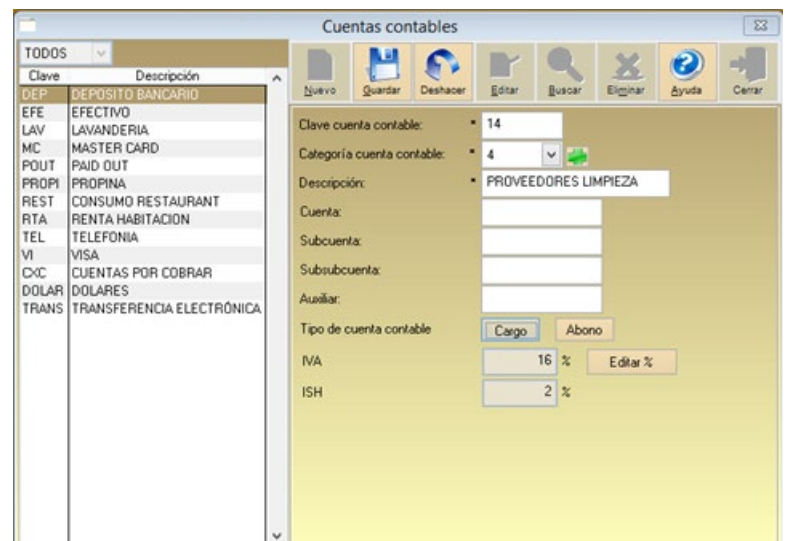 Cuentas contables
TODOS
Clave Descripción
DEP DEPOSITO BANCARIO
EFE EFECTIVO
LAV LAVANDERIA
MC MASTER CARD
POUT PAID OUT
PROPI PROPINA
REST CONSUMO RESTAURANT
RTA RENTA HABITACION
TEL TELEFONIA
VI VISA
CXC CUENTAS POR COBRAR
DOLAR DOLARES
TRANS TRANSFERENCIA ELECTRÓNICA
Nuevo Guardar Deshacer Editar Buscar Eliminar Ayuda Cerrar
Clave cuenta contable: * 14
Categoría cuenta contable: * 4
Descripción: * PROVEEDORES LIMPIEZA
Cuenta:
Subcuenta:
Subsubcuenta:
Auxiliar:
Tipo de cuenta contable Cargo Abono
IVA 16 % Editar %
ISH 2 %